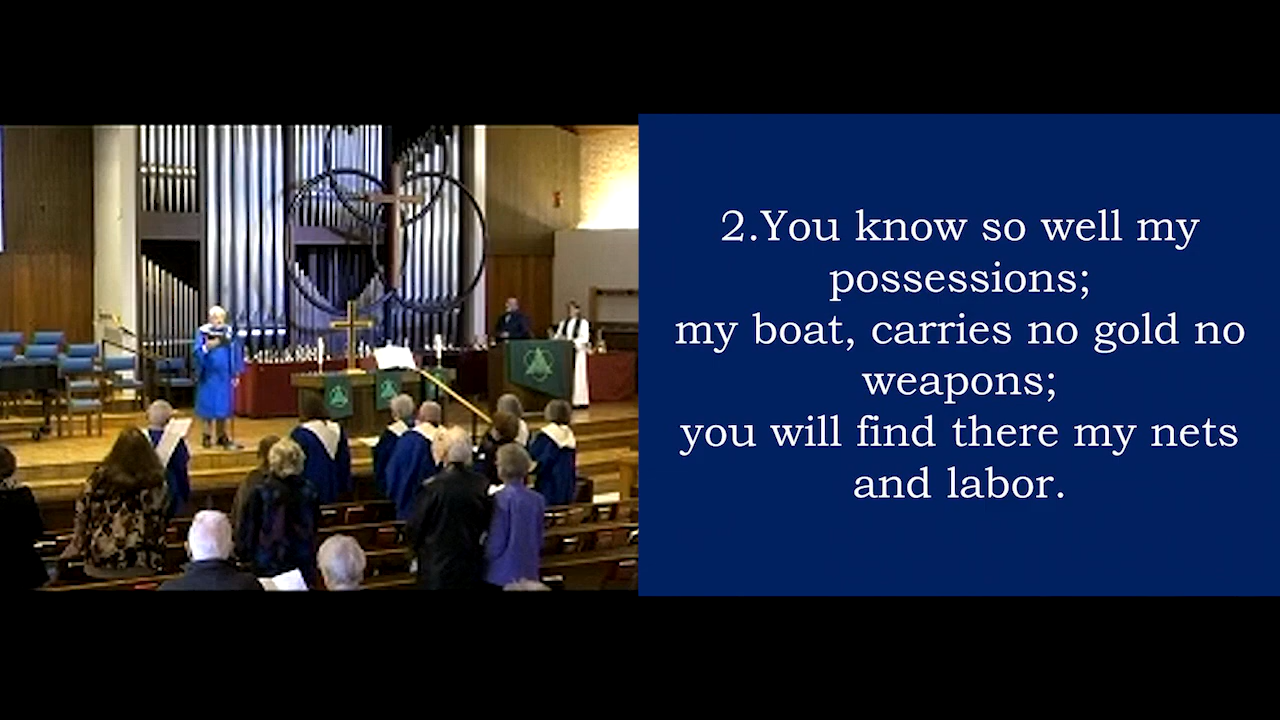 2.You know so well my
possessions;
my boat, carries no gold no
weapons;
you will find there my nets
and labor.